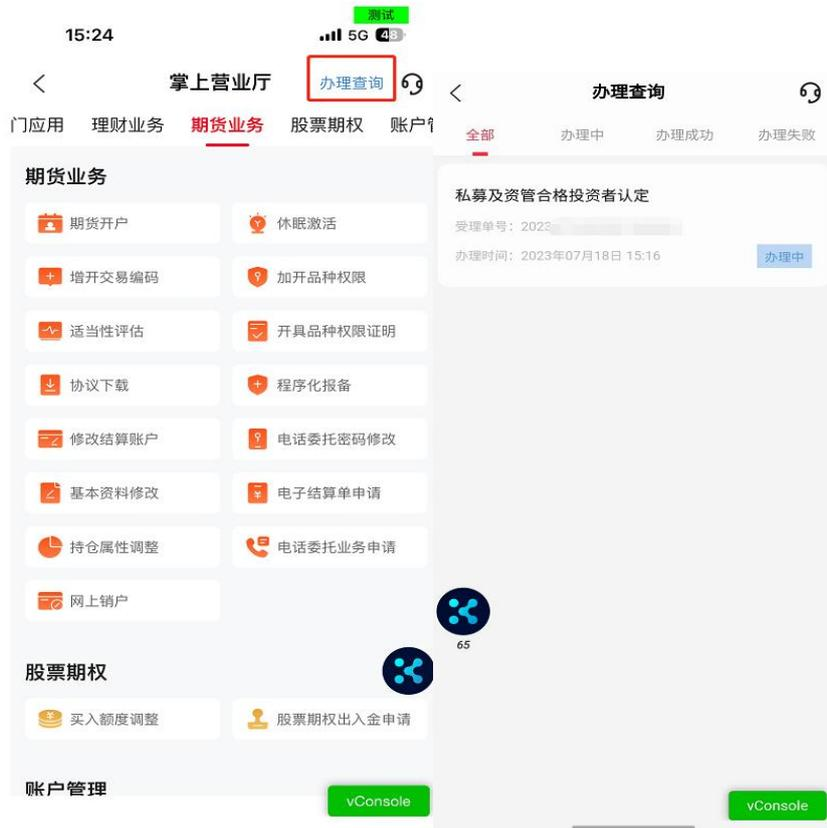 测试
15:24
5G 48
掌上营业厅
办理查询
门应用 理财业务 期货业务 股票期权 账户
期货业务
期货开户 休眠激活
增开交易编码 加开品种权限
适当性评估 开具品种权限证明
协议下载 程序化报备
修改结算账户 电话委托密码修改
基本资料修改 电子结算单申请
持仓属性调整 电话委托业务申请
网上销户
股票期权
买入额度调整 股票期权出入金申请
账户管理
vConsole
办理查询
全部 办理中 办理成功 办理失败
私募及资管合格投资者认定
受理单号：2023
办理时间：2023年07月18日 15:16
办理中
65
vConsole